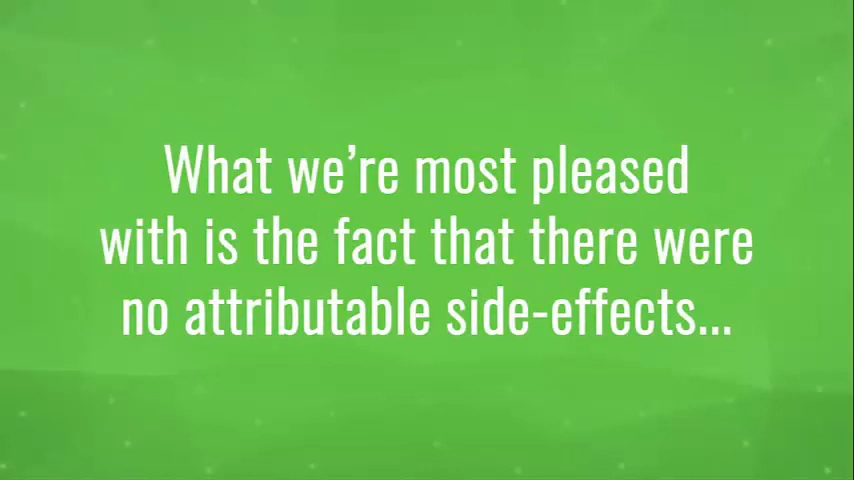 What we’re most pleased
with is the fact that there were
no attributable side-effects...